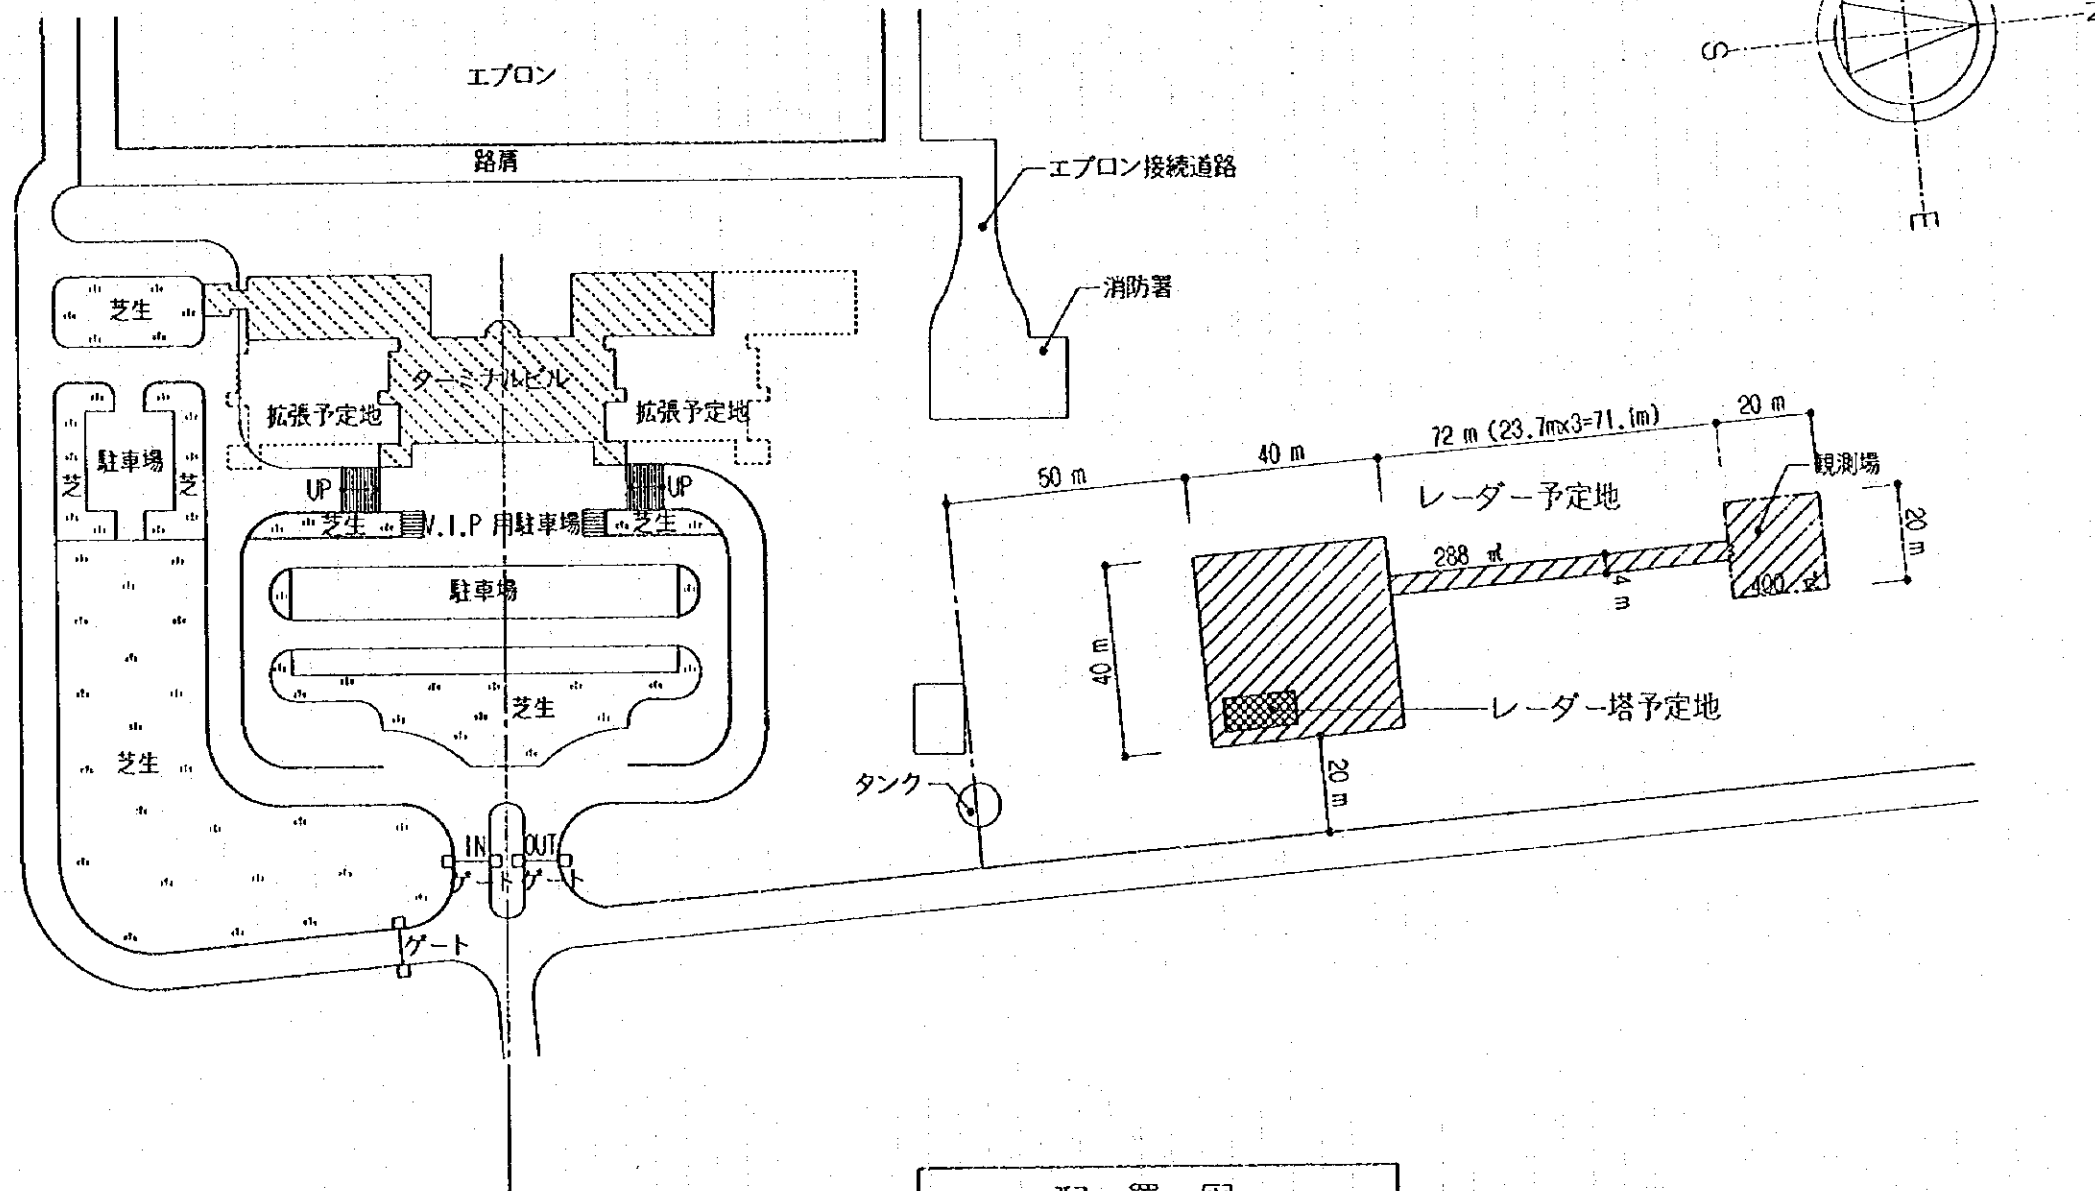 エプロン
路肩
エプロン接続道路
消防署
S
N
E
芝生
ターミナルビル
拡張予定地
拡張予定地
駐車場
芝
芝
UP
UP
芝生
V.I.P 用駐車場
芝生
駐車場
芝生
芝生
IN
OUT
ゲート
ゲート
ゲート
タンク
50 m
40 m
72 m (23.7m×3=71.1m)
20 m
観測場
レーダー予定地
20 m
288 ㎡
4 m
400 ㎡
40 m
レーダー塔予定地
20 m
配置図